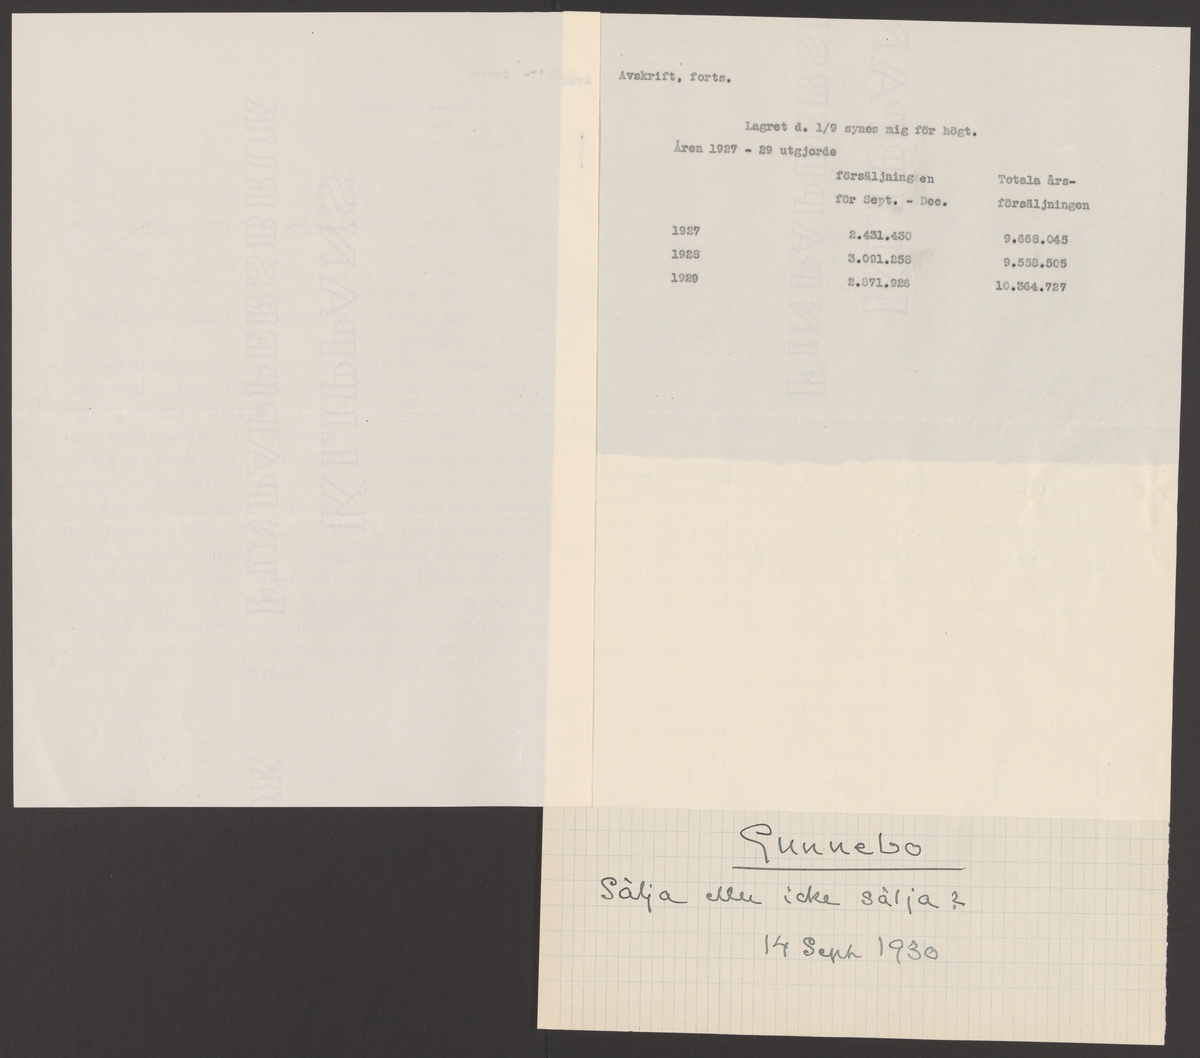 Avskrift, forts.
Lagret d. 1/9 synes mig för högt.
Åren 1927 - 29 utgjorde
försäljningen Totala års-
för Sept. - Dec. försäljningen
1927 2.431.430 9.668.045
1928 3.091.258 9.558.505
1929 2.871.926 10.364.727
Gunnebo
Sälja eller icke sälja?
14 Sept 1930